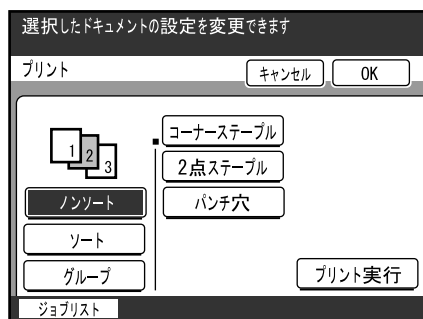 選択したドキュメントの設定を変更できます
プリント
キャンセル
OK
1
2
3
コーナーステープル
2点ステープル
パンチ穴
ノンソート
ソート
グループ
プリント実行
ジョブリスト